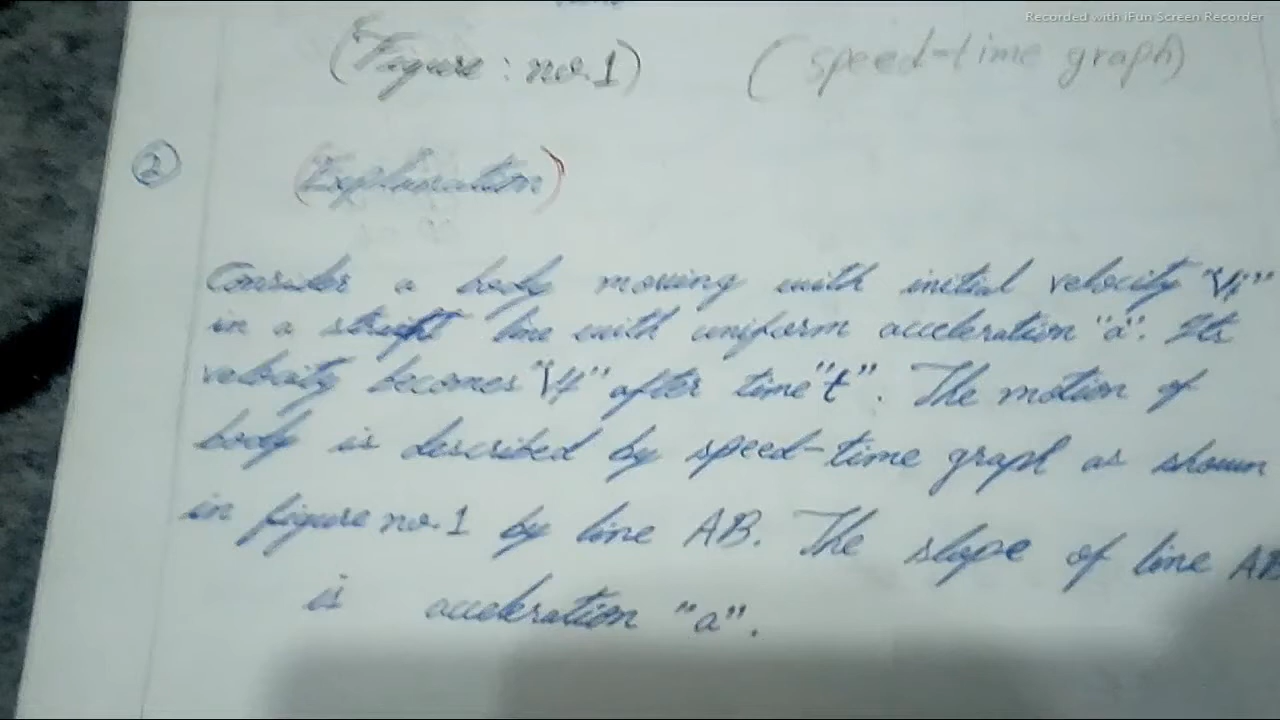 Recorded with iFun Screen Recorder
(Figure : no.1) (speed-time graph)
2 (Explanation)
Consider a body moving with initial velocity "Vi"
in a straight line with uniform acceleration "a". Its
velocity becomes "Vf" after time "t". The motion of
body is described by speed-time graph as shown
in figure no.1 by line AB. The slope of line AB
is acceleration "a".